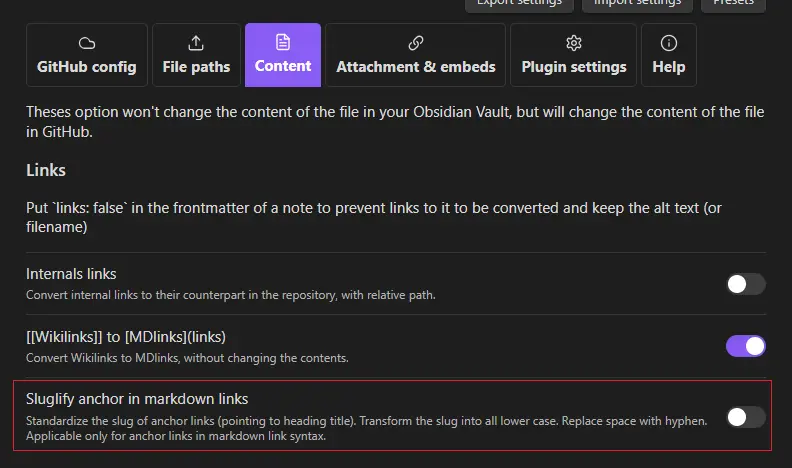 Export settings Import settings Presets
GitHub config File paths Content Attachment & embeds Plugin settings Help
Theses option won't change the content of the file in your Obsidian Vault, but will change the content of the file
in GitHub.
Links
Put `links: false` in the frontmatter of a note to prevent links to it to be converted and keep the alt text (or
filename)
Internals links
Convert internal links to their counterpart in the repository, with relative path.
[[Wikilinks]] to [MDlinks](links)
Convert Wikilinks to MDlinks, without changing the contents.
Sluglify anchor in markdown links
Standardize the slug of anchor links (pointing to heading title). Transform the slug into all lower case. Replace space with hyphen.
Applicable only for anchor links in markdown link syntax.